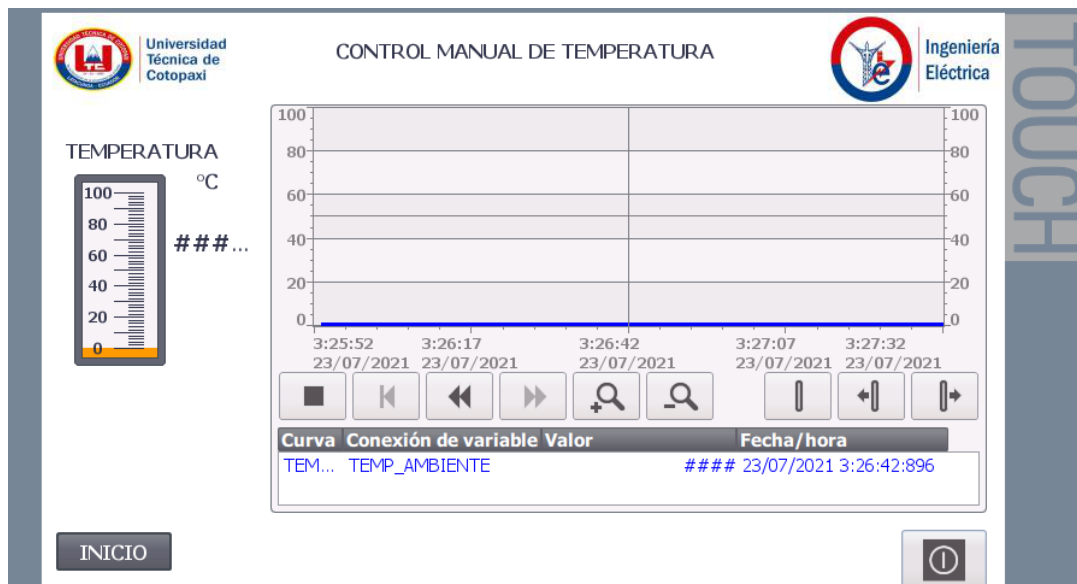 Universidad
Técnica de
Cotopaxi
CONTROL MANUAL DE TEMPERATURA
Ingeniería
Eléctrica
TOUCH
TEMPERATURA
°C
100
80
60
40
20
0
###...
100 100
80 80
60 60
40 40
20 20
0 0
3:25:52 3:26:17 3:26:42 3:27:07 3:27:32
23/07/2021 23/07/2021 23/07/2021 23/07/2021 23/07/2021
Curva Conexión de variable Valor Fecha/hora
TEM... TEMP_AMBIENTE #### 23/07/2021 3:26:42:896
INICIO